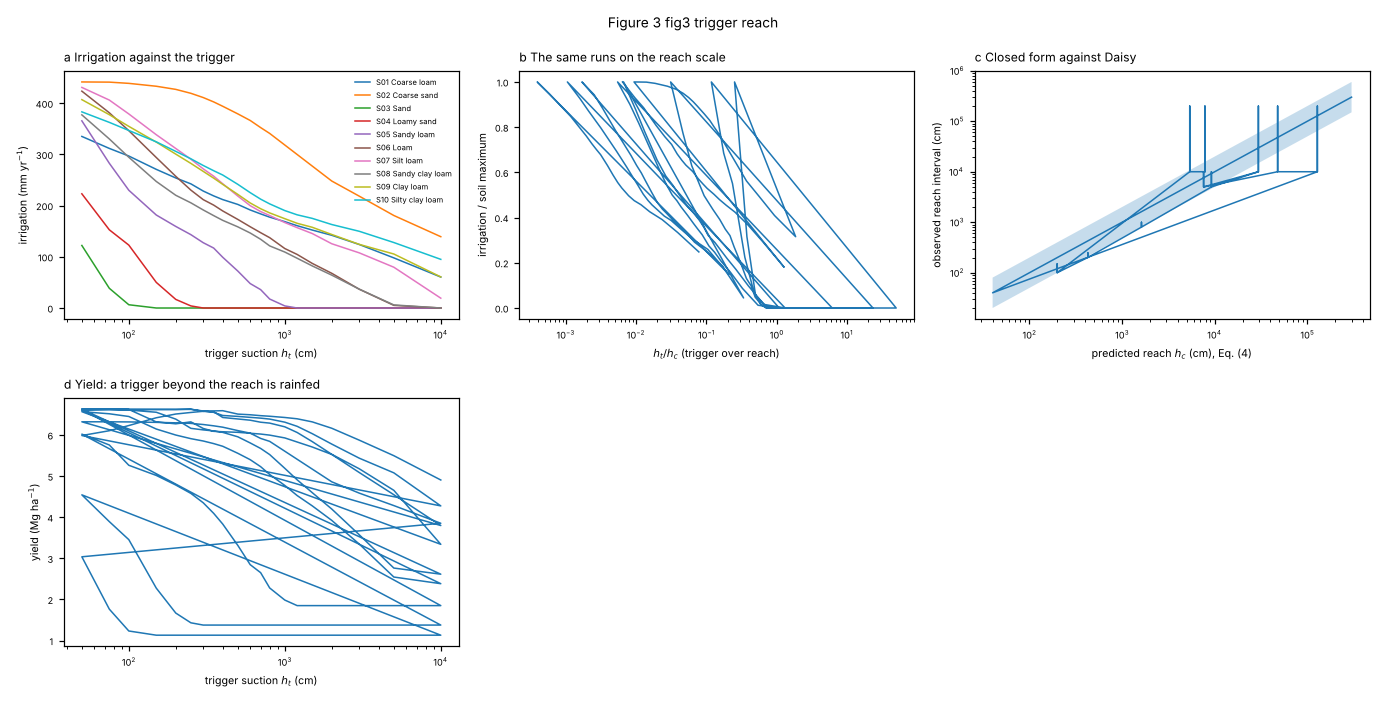 Figure 3 fig3 trigger reach
a Irrigation against the trigger
irrigation (mm yr⁻¹)
400
300
200
100
0
10²
10³
10⁴
trigger suction hₜ (cm)
S01 Coarse loam
S02 Coarse sand
S03 Sand
S04 Loamy sand
S05 Sandy loam
S06 Loam
S07 Silt loam
S08 Sandy clay loam
S09 Clay loam
S10 Silty clay loam
b The same runs on the reach scale
irrigation / soil maximum
1.0
0.8
0.6
0.4
0.2
0.0
10⁻³
10⁻²
10⁻¹
10⁰
10¹
hₜ/h_c (trigger over reach)
c Closed form against Daisy
observed reach interval (cm)
10⁶
10⁵
10⁴
10³
10²
10²
10³
10⁴
10⁵
predicted reach h_c (cm), Eq. (4)
d Yield: a trigger beyond the reach is rainfed
yield (Mg ha⁻¹)
6
5
4
3
2
1
10²
10³
10⁴
trigger suction hₜ (cm)